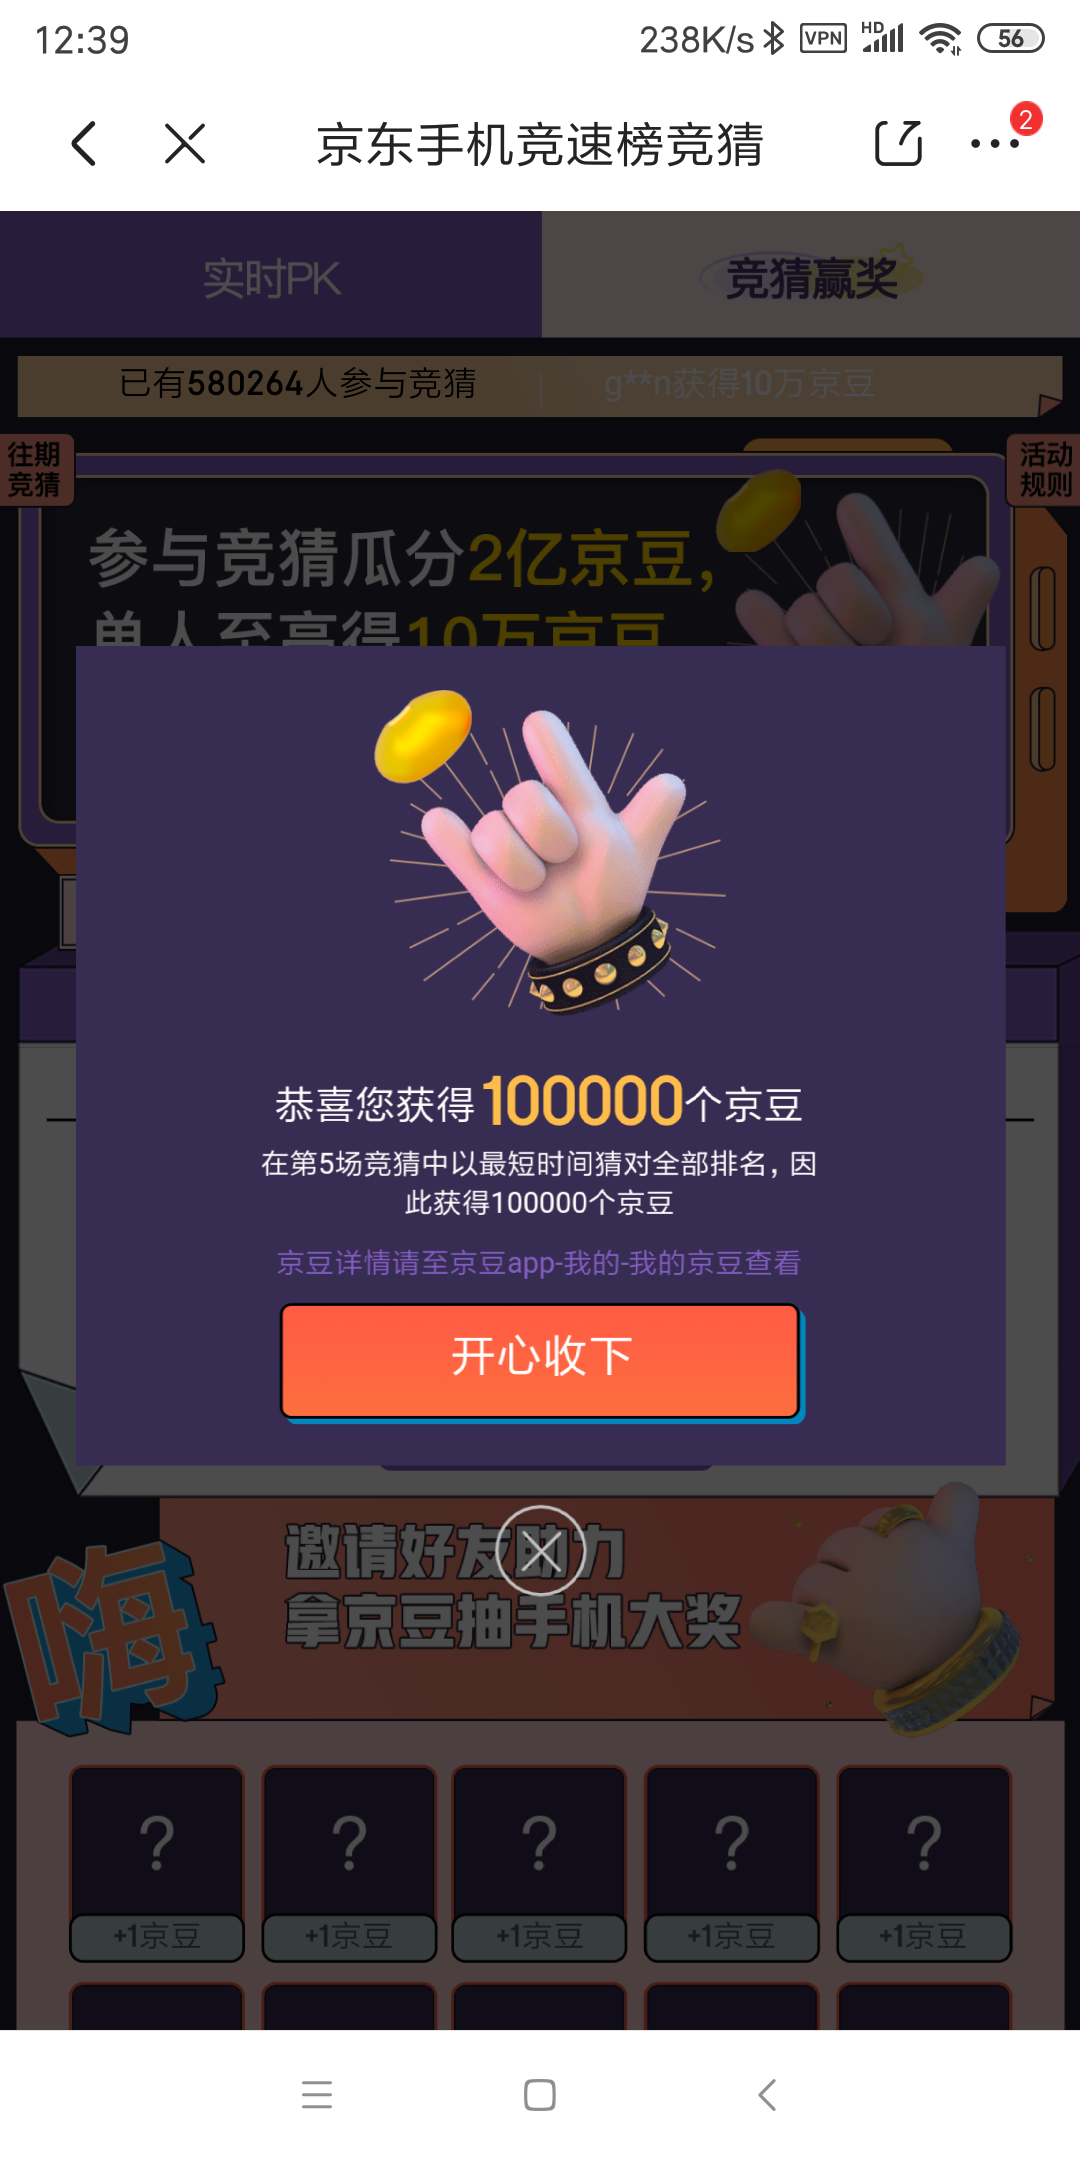 12:39
238K/s
VPN
HD
56
京东手机竞速榜竞猜
2
实时PK
竞猜赢奖
已有580264人参与竞猜
g**n获得10万京豆
往期
竞猜
活动
规则
参与竞猜瓜分2亿京豆,
单人至高得10万京豆
恭喜您获得100000个京豆
在第5场竞猜中以最短时间猜对全部排名，因
此获得100000个京豆
京豆详情请至京豆app-我的-我的京豆查看
开心收下
嗨
邀请好友助力
拿京豆抽手机大奖
? ? ? ? ?
+1京豆 +1京豆 +1京豆 +1京豆 +1京豆